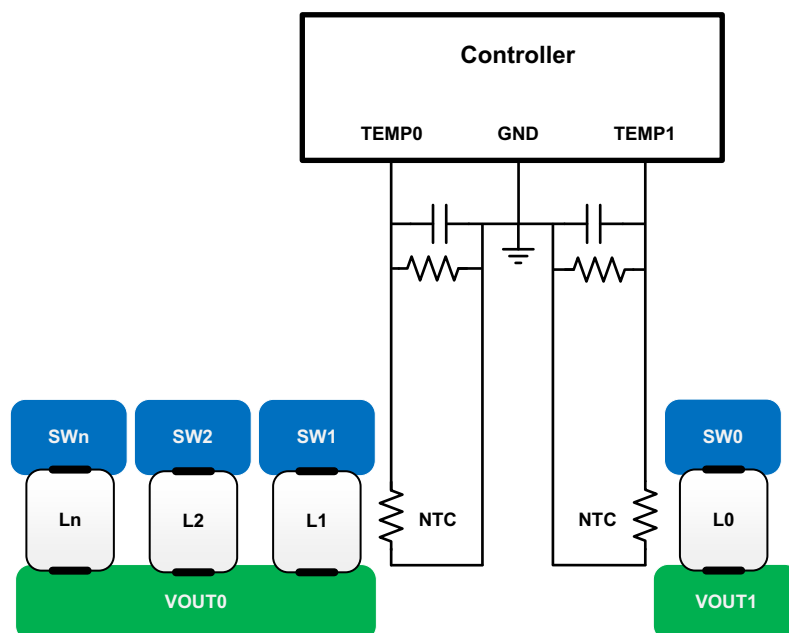 Controller
TEMP0 GND TEMP1
SWn SW2 SW1 SW0
Ln L2 L1 NTC NTC L0
VOUT0 VOUT1